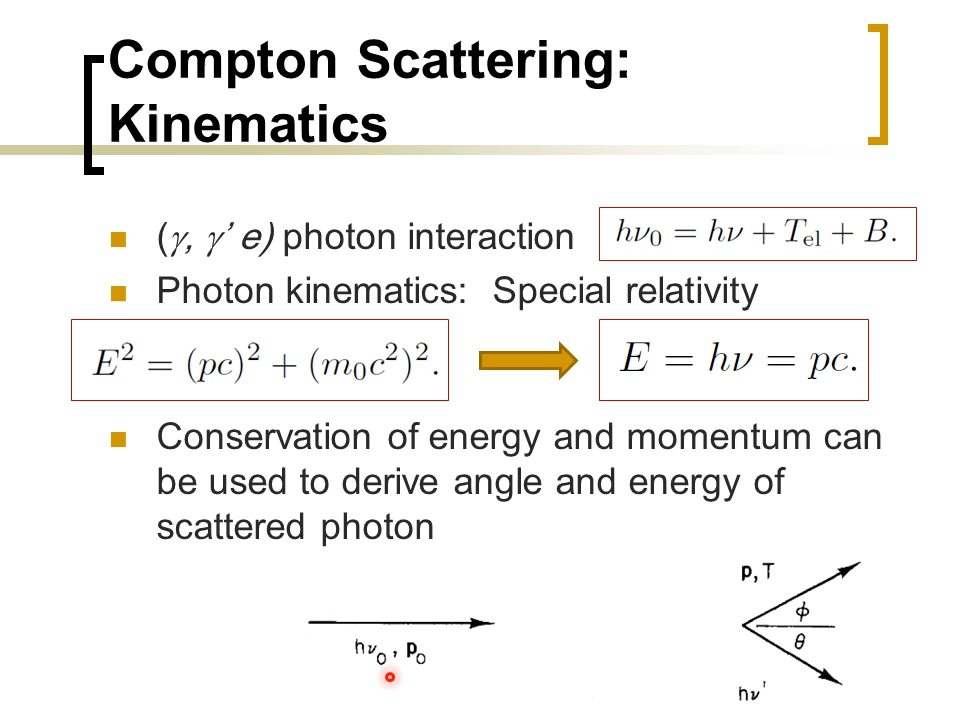 Compton Scattering:
Kinematics
(γ, γ’ e) photon interaction
hν₀ = hν + Tₑₗ + B.
Photon kinematics: Special relativity
E² = (pc)² + (m₀c²)².
E = hν = pc.
Conservation of energy and momentum can
be used to derive angle and energy of
scattered photon
p, T
ϕ
θ
hν₀, p₀
hν'